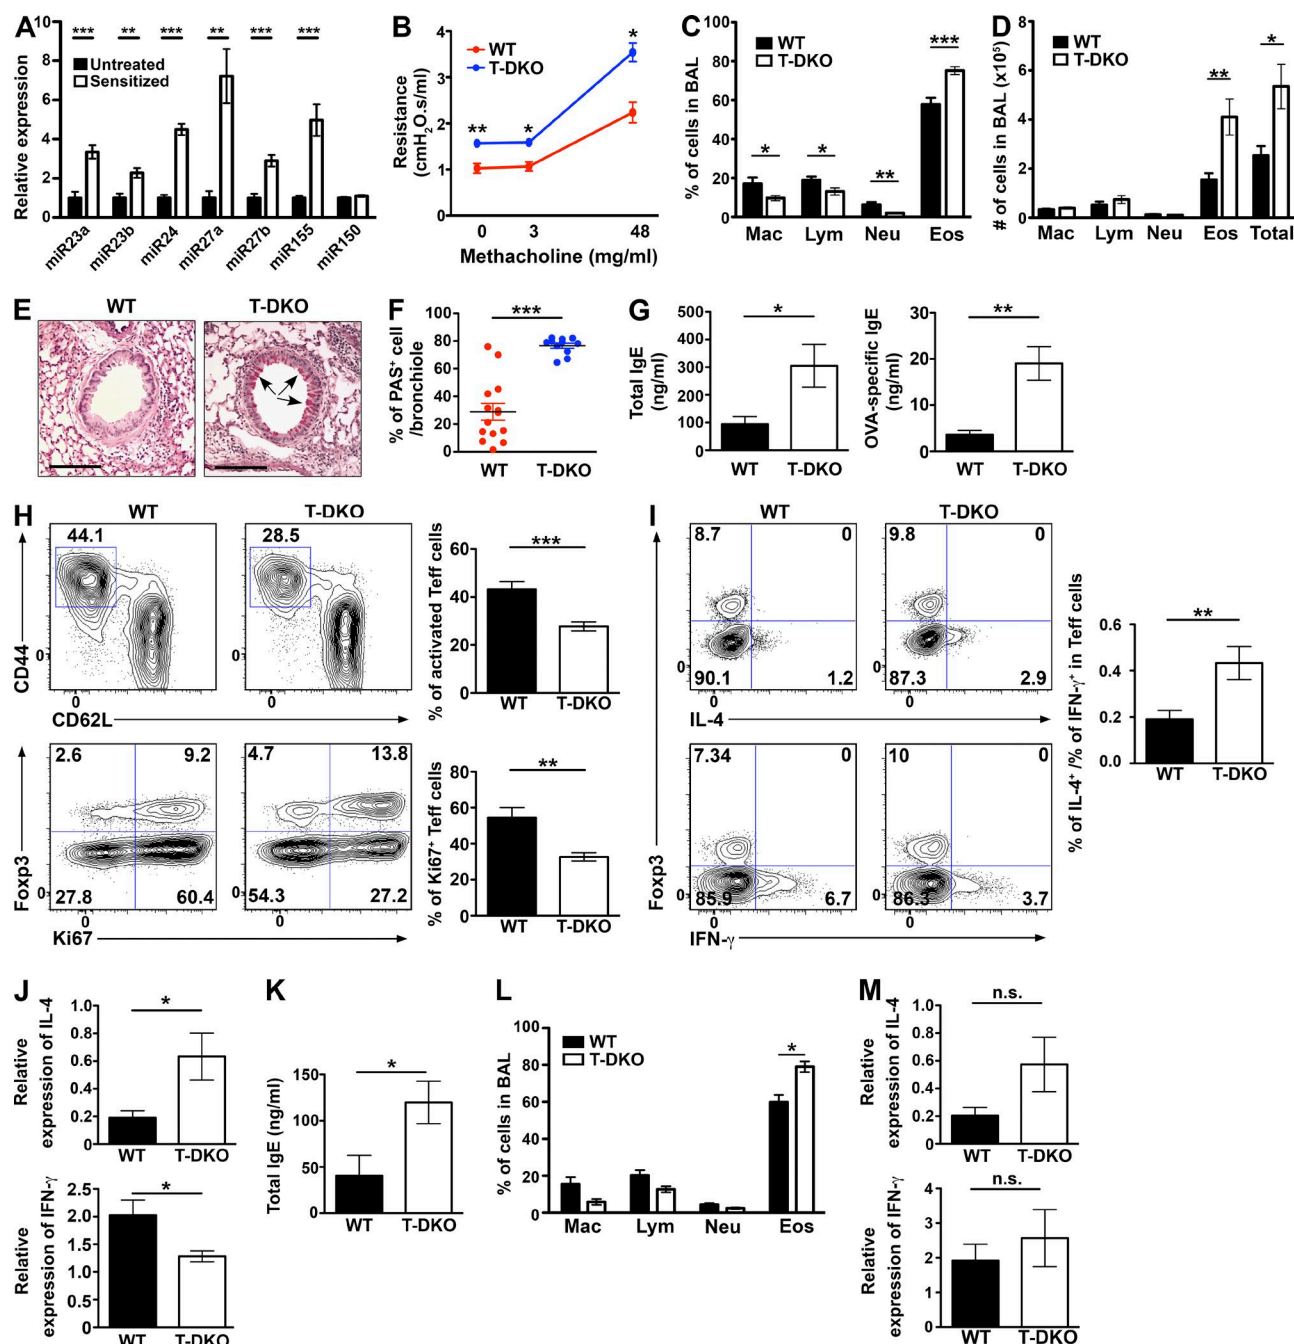 A
Relative expression
10
8
6
4
2
0
*** ** *** ** *** ***
Untreated
Sensitized
miR23a miR23b miR24 miR27a miR27b miR155 miR150
B
Resistance
(cmH2O.s/ml)
4
3
2
1
0
WT
T-DKO
** * *
0 3 48
Methacholine (mg/ml)
C
% of cells in BAL
100
80
60
40
20
0
WT
T-DKO
* * ** ***
Mac Lym Neu Eos
D
# of cells in BAL (x10⁵)
8
6
4
2
0
WT
T-DKO
** *
Mac Lym Neu Eos Total
E
WT T-DKO
F
% of PAS⁺ cell
/bronchiole
100
80
60
40
20
0
***
WT T-DKO
G
Total IgE
(ng/ml)
500
400
300
200
100
0
*
WT T-DKO
OVA-specific IgE
(ng/ml)
30
20
10
0
**
WT T-DKO
H
WT T-DKO
44.1 28.5
CD44
0 0
0 0
CD62L
% of activated Teff cells
60
40
20
0
***
WT T-DKO
2.6 9.2 4.7 13.8
Foxp3
0 0
27.8 60.4 54.3 27.2
0 0
Ki67
% of Ki67⁺ Teff cells
80
60
40
20
0
**
WT T-DKO
I
WT T-DKO
8.7 0 9.8 0
Foxp3
0 0
90.1 1.2 87.3 2.9
0 0
IL-4
7.34 0 10 0
0 0
85.9 6.7 86.3 3.7
0 0
IFN-γ
% of IL-4⁺ /% of IFN-γ⁺ in Teff cells
0.6
0.4
0.2
0.0
**
WT T-DKO
J
Relative
expression of IL-4
1.0
0.8
0.6
0.4
0.2
0
*
WT T-DKO
Relative
expression of IFN-γ
2.5
2.0
1.5
1.0
0.5
0
*
WT T-DKO
K
Total IgE (ng/ml)
150
100
50
0
*
WT T-DKO
L
% of cells in BAL
100
80
60
40
20
0
WT
T-DKO
*
Mac Lym Neu Eos
M
Relative
expression of IL-4
1.0
0.8
0.6
0.4
0.2
0
n.s.
WT T-DKO
Relative
expression of IFN-γ
4
3
2
1
0
n.s.
WT T-DKO